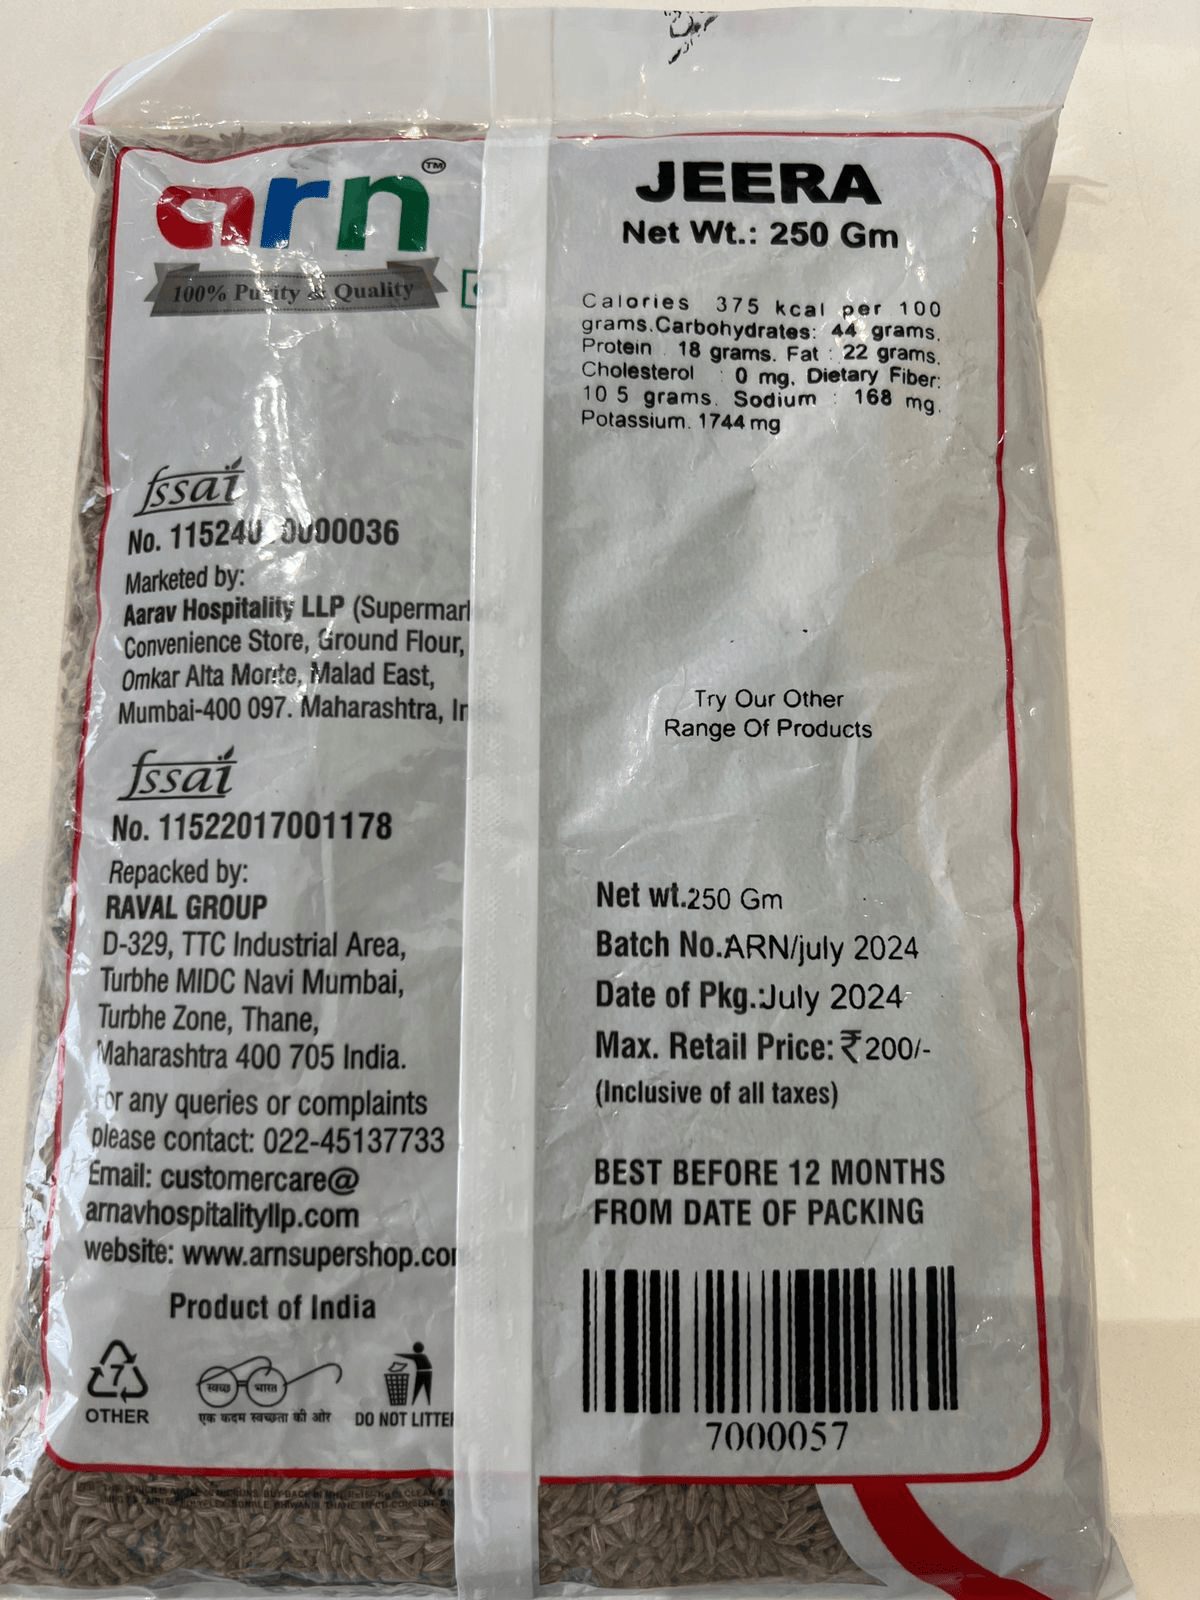 arn TM
100% Purity & Quality
JEERA
Net Wt.: 250 Gm
Calories 375 kcal per 100
grams.Carbohydrates: 44 grams.
Protein 18 grams. Fat : 22 grams.
Cholesterol : 0 mg. Dietary Fiber:
10 5 grams. Sodium : 168 mg.
Potassium. 1744 mg
fssai
No.
Marketed by:
Aarav Hospitality LLP (Supermar
Convenience Store, Ground Flour,
Omkar Alta Monte, Malad East,
Mumbai-400 097. Maharashtra, In
fssai
No. 11522017001178
Repacked by:
RAVAL GROUP
D-329, TTC Industrial Area,
Turbhe MIDC Navi Mumbai,
Turbhe Zone, Thane,
Maharashtra 400 705 India.
For any queries or complaints
please contact: 022-45137733
Email: customercare@
arnavhospitalityllp.com
website: www.arnsupershop.co
Product of India
7
OTHER
स्वच्छ भारत
एक कदम स्वच्छता की ओर
DO NOT LITTE
Try Our Other
Range Of Products
Net wt.250 Gm
Batch No.ARN/july 2024
Date of Pkg.:July 2024
Max. Retail Price: ₹200/-
(Inclusive of all taxes)
BEST BEFORE 12 MONTHS
FROM DATE OF PACKING
7000057